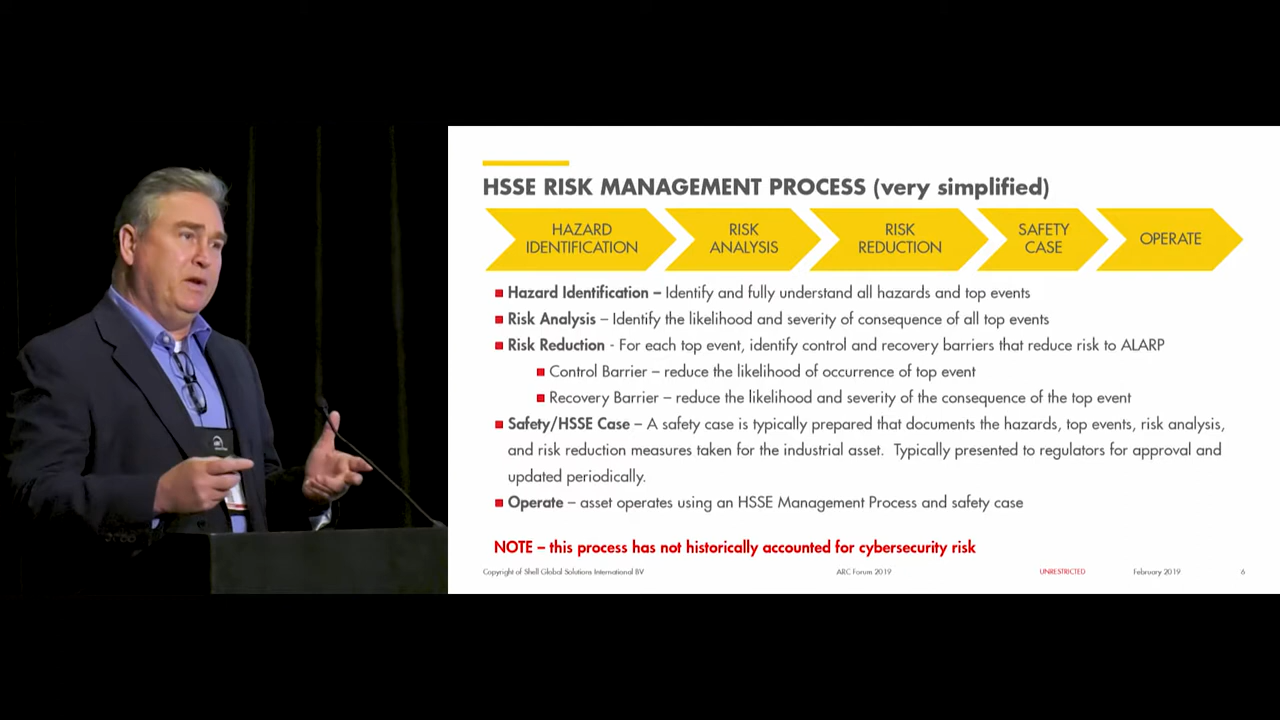 HSSE RISK MANAGEMENT PROCESS (very simplified)
HAZARD
IDENTIFICATION
RISK
ANALYSIS
RISK
REDUCTION
SAFETY
CASE
OPERATE
Hazard Identification – Identify and fully understand all hazards and top events
Risk Analysis – Identify the likelihood and severity of consequence of all top events
Risk Reduction - For each top event, identify control and recovery barriers that reduce risk to ALARP
Control Barrier – reduce the likelihood of occurrence of top event
Recovery Barrier – reduce the likelihood and severity of the consequence of the top event
Safety/HSSE Case – A safety case is typically prepared that documents the hazards, top events, risk analysis,
and risk reduction measures taken for the industrial asset.  Typically presented to regulators for approval and
updated periodically.
Operate – asset operates using an HSSE Management Process and safety case
NOTE – this process has not historically accounted for cybersecurity risk
Copyright of Shell Global Solutions International BV
ARC Forum 2019
UNRESTRICTED
February 2019
6